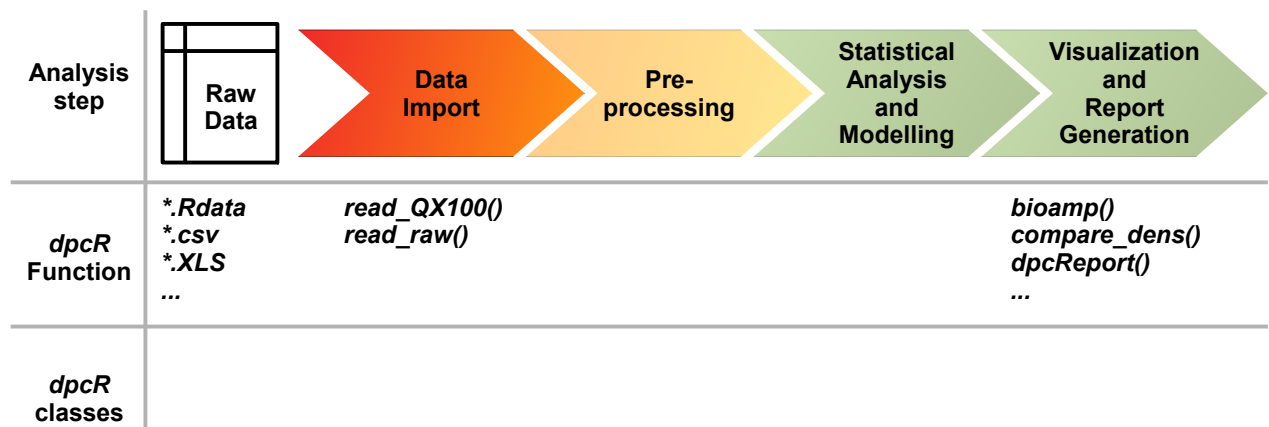 Analysis
step
Raw
Data
Data
Import
Pre-
processing
Statistical
Analysis
and
Modelling
Visualization
and
Report
Generation
dpcR
Function
*.Rdata
*.csv
*.XLS
...
read_QX100()
read_raw()
bioamp()
compare_dens()
dpcReport()
...
dpcR
classes